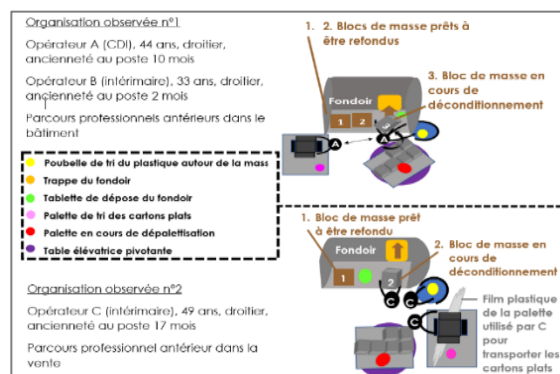 Organisation observée n°1
Opérateur A (CDI), 44 ans, droitier,
ancienneté au poste 10 mois
Opérateur B (intérimaire), 33 ans, droitier,
ancienneté au poste 2 mois
Parcours professionnels antérieurs dans le
bâtiment
Poubelle de tri du plastique autour de la mass
Trappe du fondoir
Tablette de dépose du fondoir
Palette de tri des cartons plats
Palette en cours de dépalettisation
Table élévatrice pivotante
Organisation observée n°2
Opérateur C (intérimaire), 49 ans, droitier,
ancienneté au poste 17 mois
Parcours professionnel antérieur dans la
vente
1. 2. Blocs de masse prêts à
être refondus
3. Bloc de masse en
cours de
déconditionnement
Fondoir
1 2 3
A A
1. Bloc de masse prêt
à être refondu
2. Bloc de masse en
cours de
déconditionnement
Fondoir
1 2
C C
C
Film plastique
de la palette
utilisé par C
pour
transporter les
cartons plats